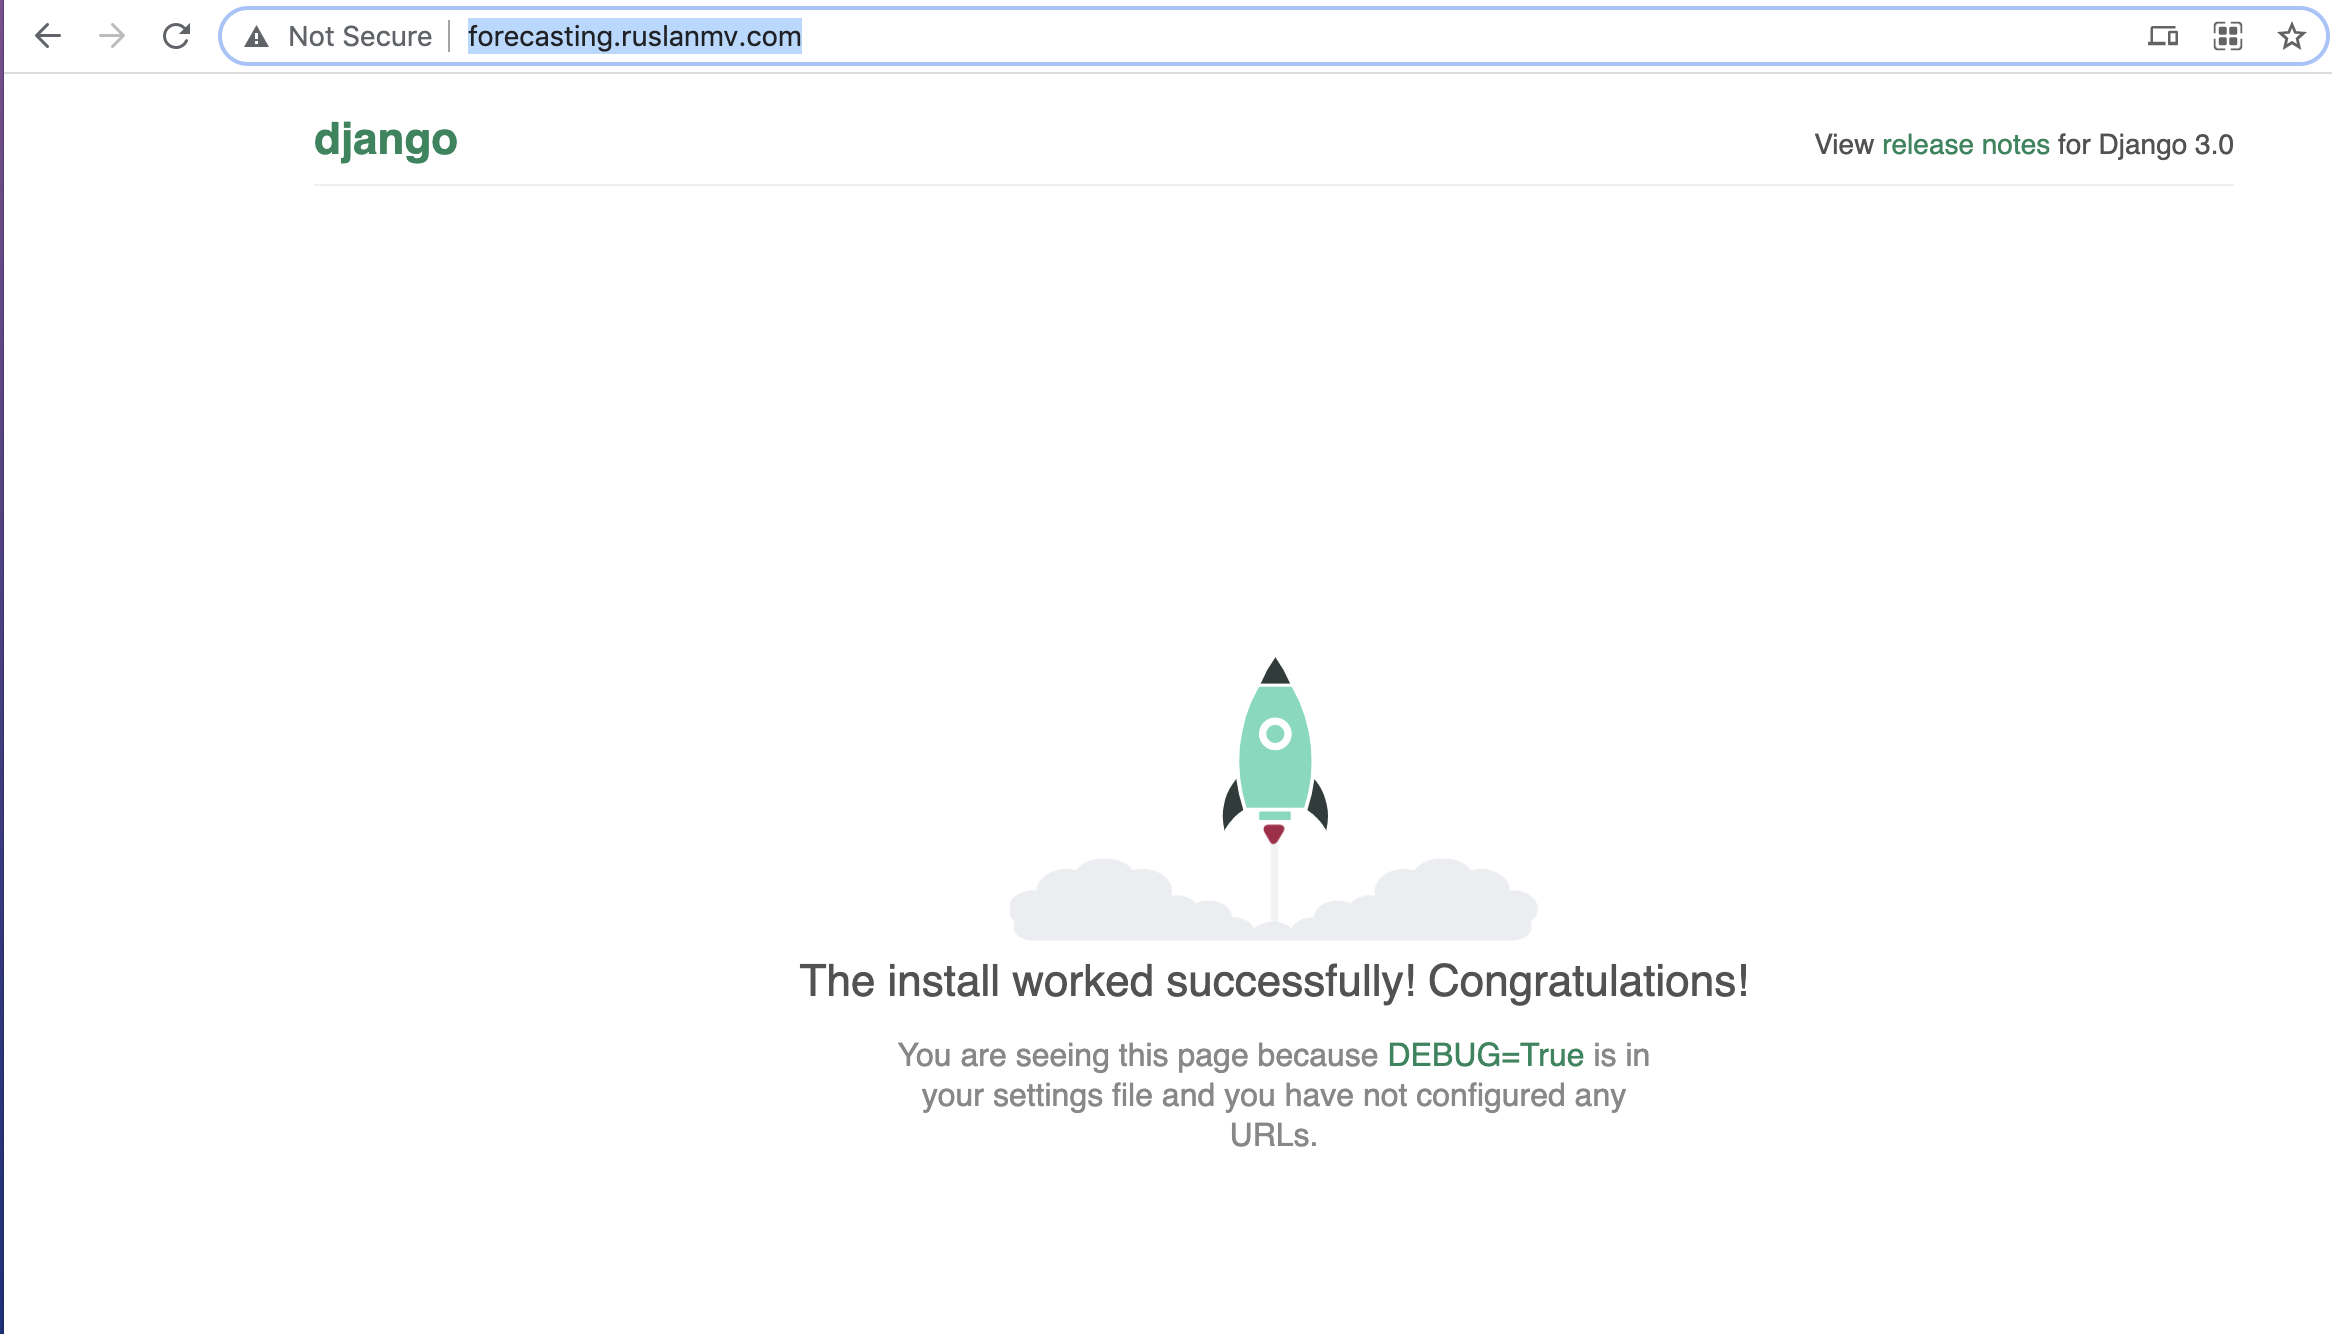 Not Secure | forecasting.ruslanmv.com
django
View release notes for Django 3.0
The install worked successfully! Congratulations!
You are seeing this page because DEBUG=True is in
your settings file and you have not configured any
URLs.